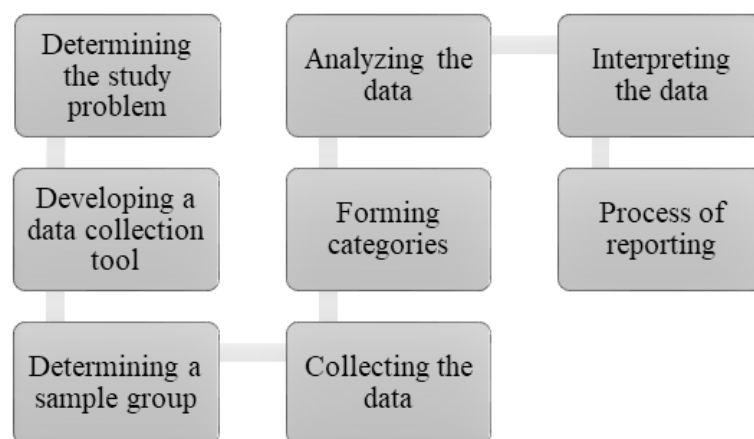 Determining
the study
problem
Developing a
data collection
tool
Determining a
sample group
Collecting the
data
Forming
categories
Analyzing the
data
Interpreting
the data
Process of
reporting